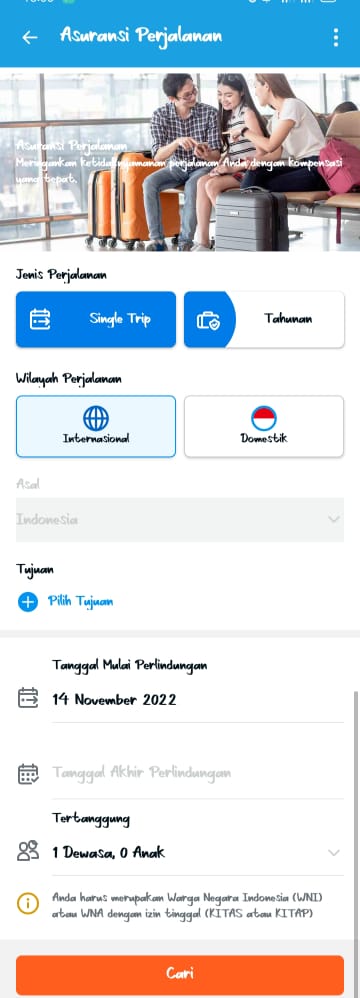 Asuransi Perjalanan
Asuransi Perjalanan
Meringankan ketidaknyamanan perjalanan Anda dengan kompensasi
yang tepat.
Jenis Perjalanan
Single Trip
Tahunan
Wilayah Perjalanan
Internasional
Domestik
Asal
Indonesia
Tujuan
Pilih Tujuan
Tanggal Mulai Perlindungan
14 November 2022
Tanggal Akhir Perlindungan
Tertanggung
1 Dewasa, 0 Anak
Anda harus merupakan Warga Negara Indonesia (WNI)
atau WNA dengan izin tinggal (KITAS atau KITAP)
Cari